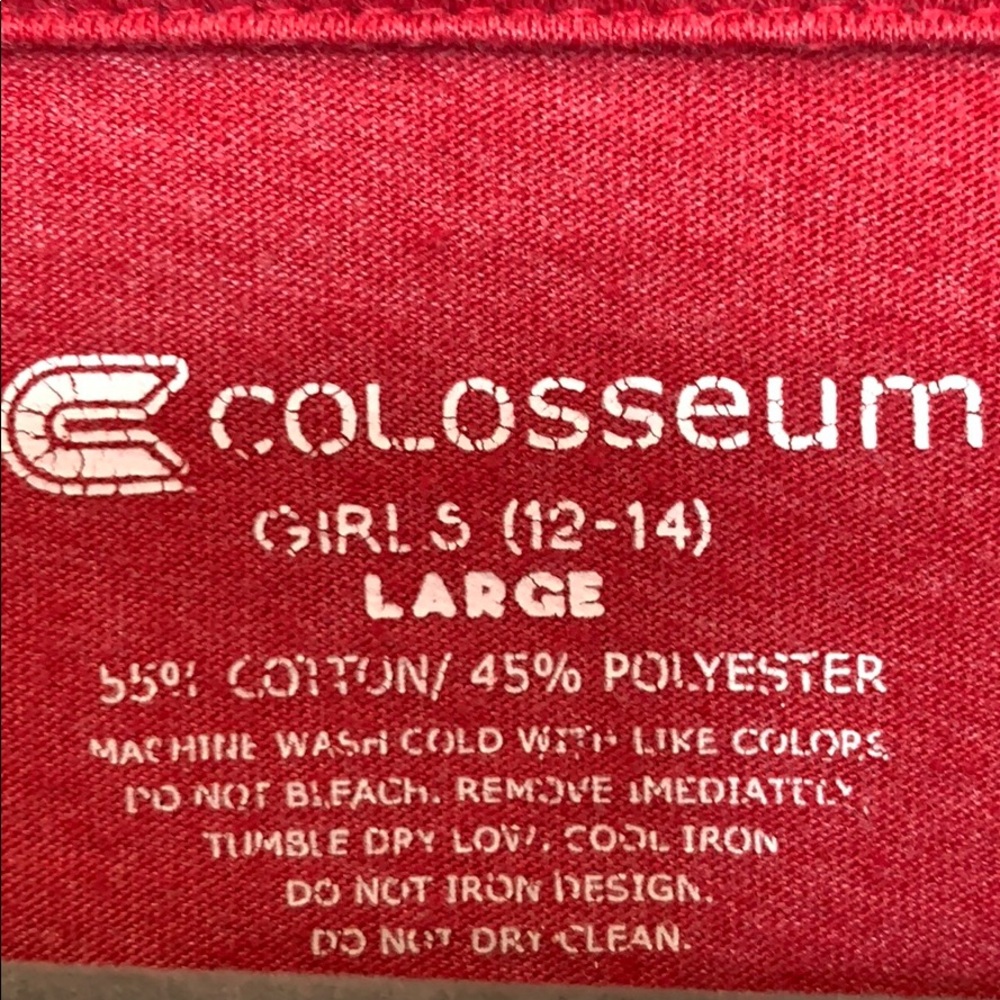 COLOSSEUM
GIRLS (12-14)
LARGE
55% COTTON/ 45% POLYESTER
MACHINE WASH COLD WITH LIKE COLORS
DO NOT BLEACH. REMOVE IMEDIATELY,
TUMBLE DRY LOW, COOL IRON
DO NOT IRON DESIGN.
DO NOT DRY CLEAN.